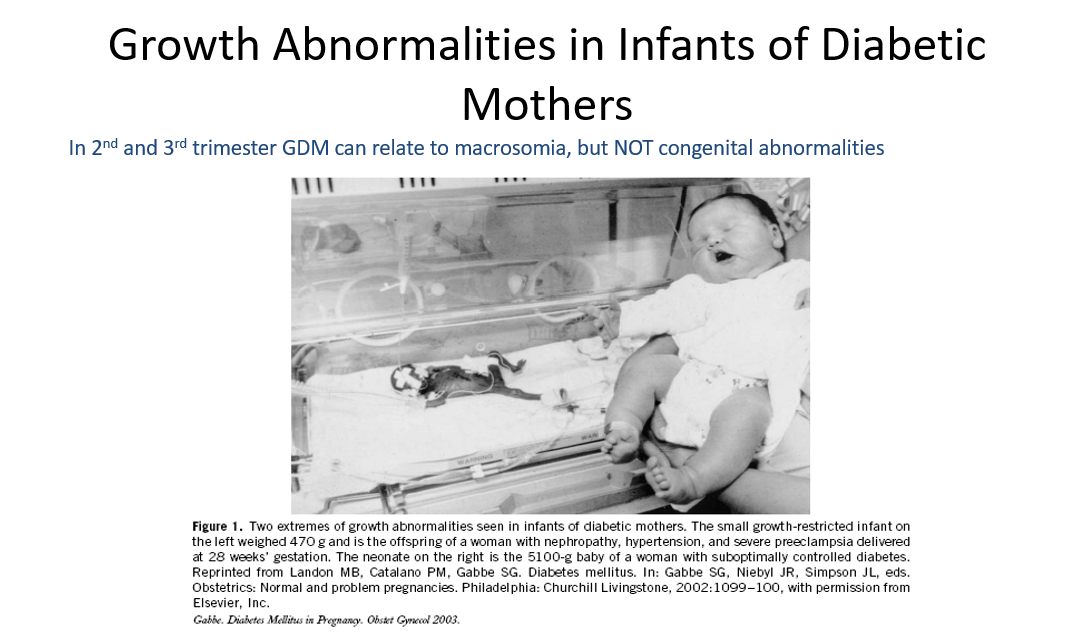 Growth Abnormalities in Infants of Diabetic
Mothers
In 2nd and 3rd trimester GDM can relate to macrosomia, but NOT congenital abnormalities
WARNING
WAR
Figure 1. Two extremes of growth abnormalities seen in infants of diabetic mothers. The small growth-restricted infant on
the left weighed 470 g and is the offspring of a woman with nephropathy, hypertension, and severe preeclampsia delivered
at 28 weeks’ gestation. The neonate on the right is the 5100-g baby of a woman with suboptimally controlled diabetes.
Reprinted from Landon MB, Catalano PM, Gabbe SG. Diabetes mellitus. In: Gabbe SG, Niebyl JR, Simpson JL, eds.
Obstetrics: Normal and problem pregnancies. Philadelphia: Churchill Livingstone, 2002:1099–100, with permission from
Elsevier, Inc.
Gabbe. Diabetes Mellitus in Pregnancy. Obstet Gynecol 2003.